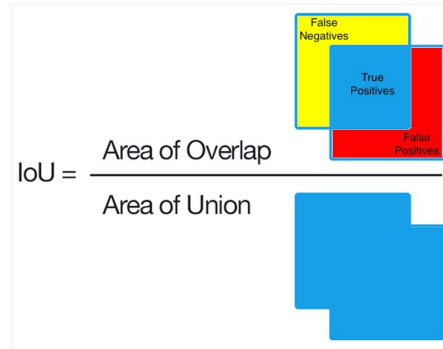 False
Negatives
True
Positives
False
Positives
IoU =
Area of Overlap
Area of Union